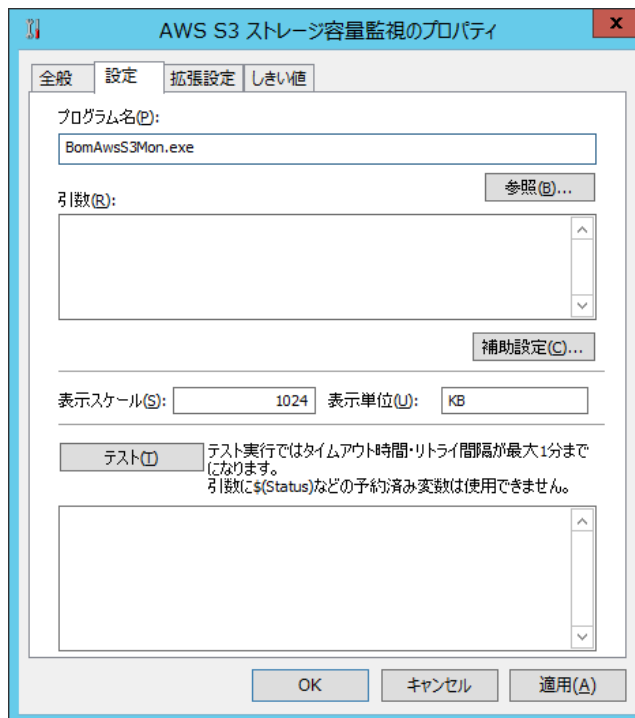 AWS S3 ストレージ容量監視のプロパティ
x
全般 設定 拡張設定 しきい値
プログラム名(P):
BomAwsS3Mon.exe
参照(B)...
引数(R):
補助設定(C)...
表示スケール(S): 1024 表示単位(U): KB
テスト(T)
テスト実行ではタイムアウト時間・リトライ間隔が最大1分まで
になります。
引数に$(Status)などの予約済み変数は使用できません。
OK キャンセル 適用(A)